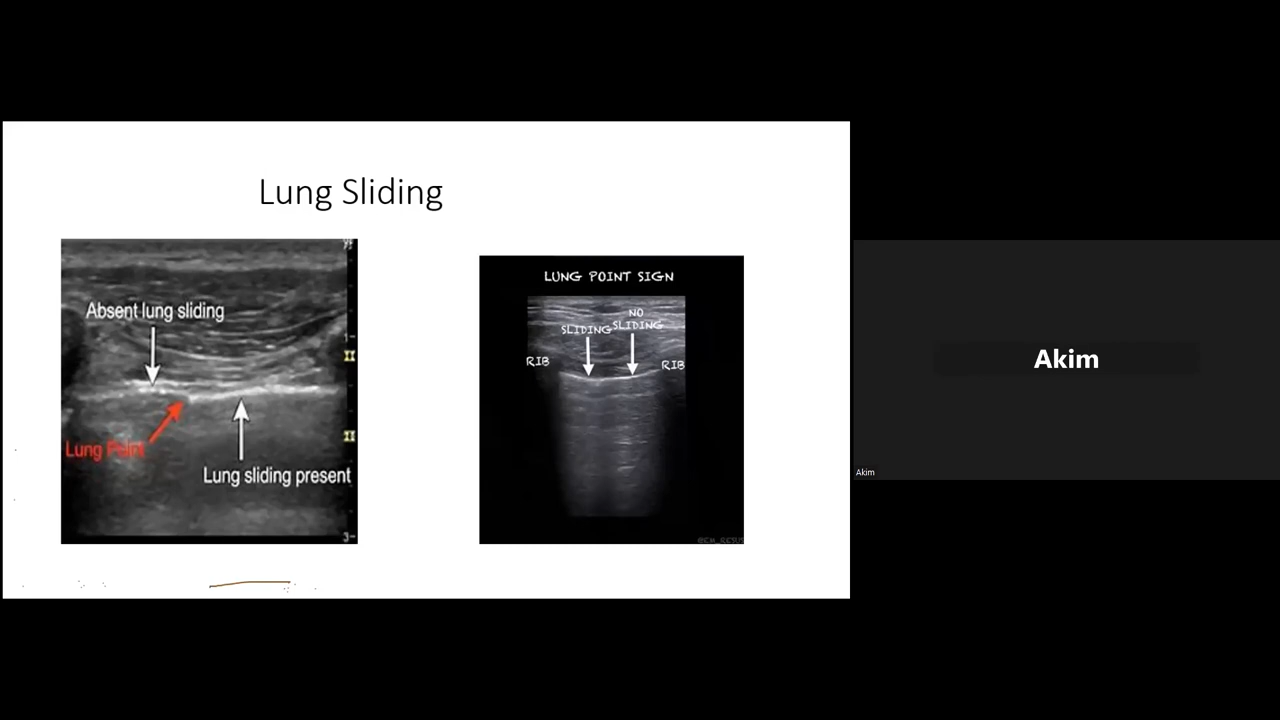 Lung Sliding
Absent lung sliding
Lung Point
Lung sliding present
3-
LUNG POINT SIGN
NO
SLIDING SLIDING
RIB RIB
Akim
Akim